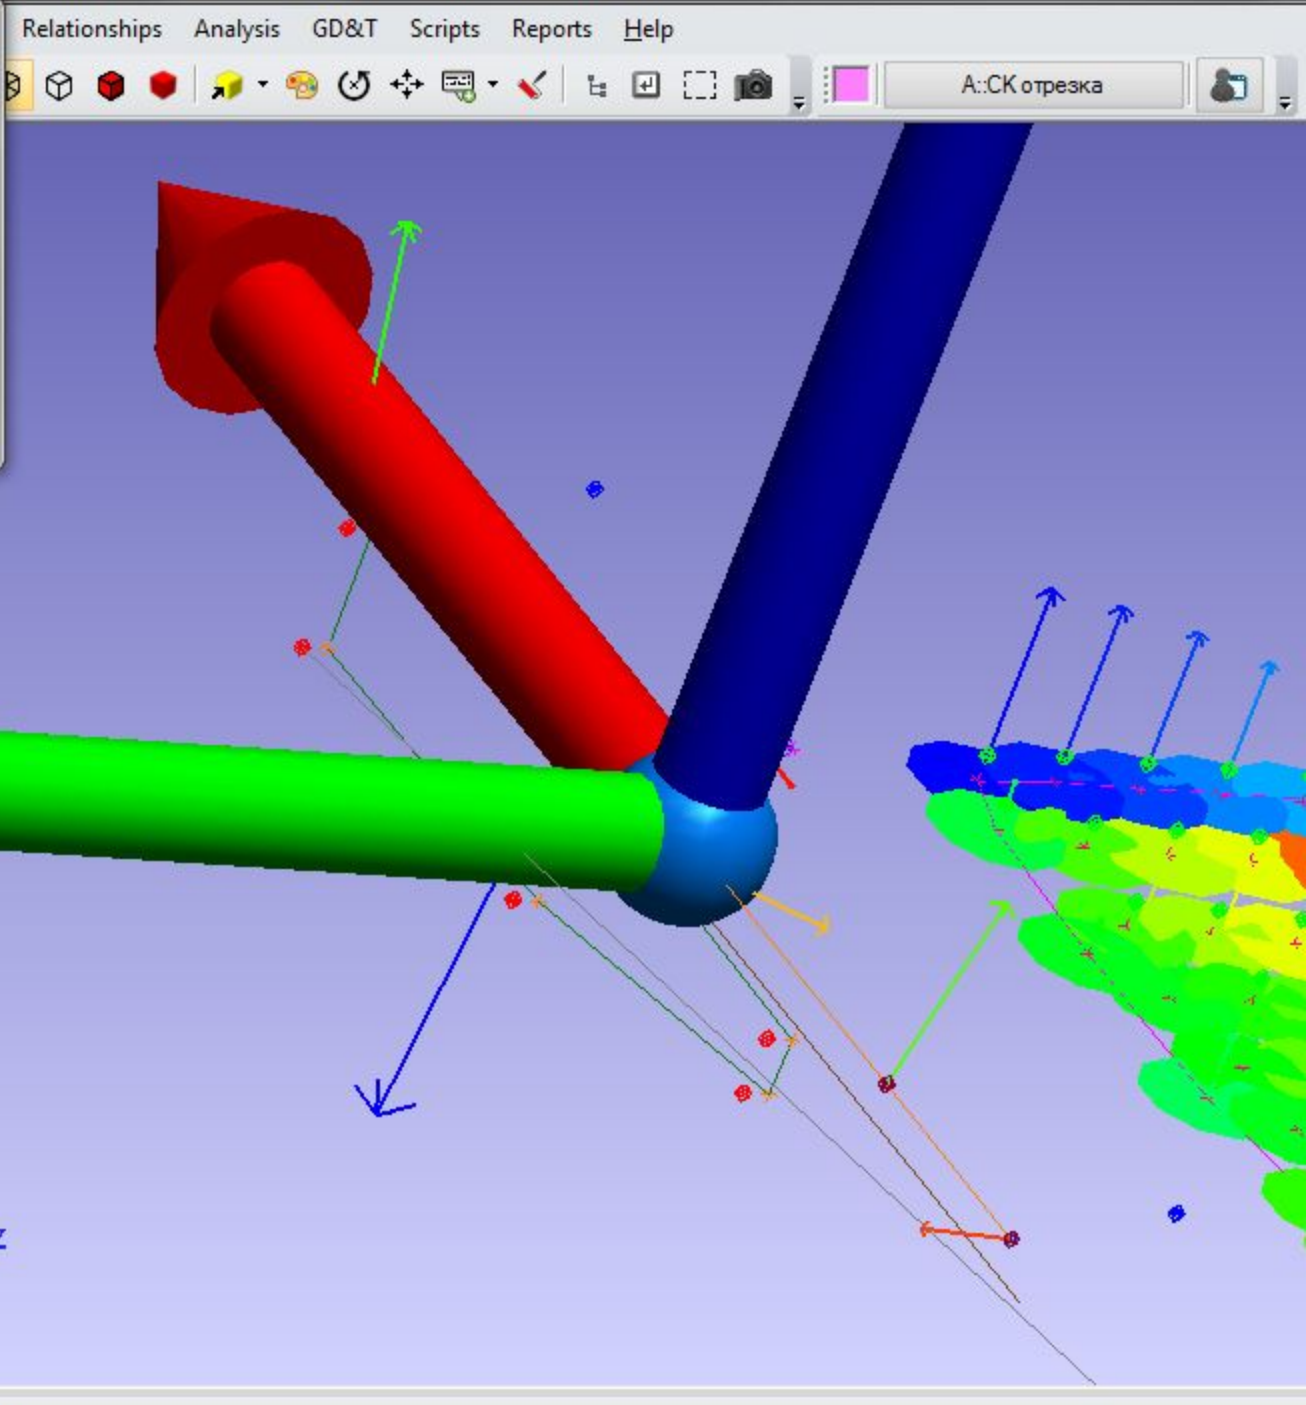 Relationships Analysis GD&T Scripts Reports Help
A::СК отрезка